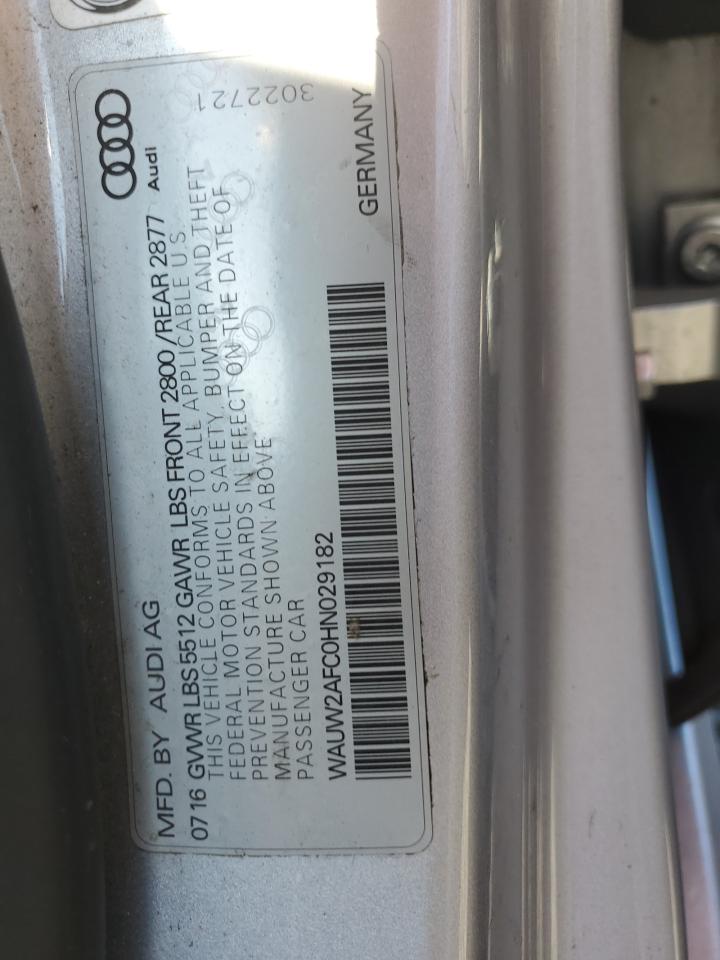 MFD. BY AUDI AG
0716 GVWR LBS 5512 GAWR LBS FRONT 2800 /REAR 2877
THIS VEHICLE CONFORMS TO ALL APPLICABLE U.S.
FEDERAL MOTOR VEHICLE SAFETY, BUMPER AND THEFT
PREVENTION STANDARDS IN EFFECT ON THE DATE OF
MANUFACTURE SHOWN ABOVE
PASSENGER CAR
WAUW2AFC0HN029182
GERMANY
Audi
3022721